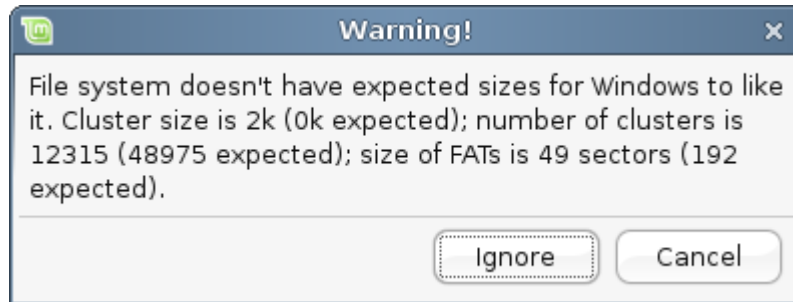 Warning!
File system doesn't have expected sizes for Windows to like
it. Cluster size is 2k (0k expected); number of clusters is
12315 (48975 expected); size of FATs is 49 sectors (192
expected).
Ignore
Cancel